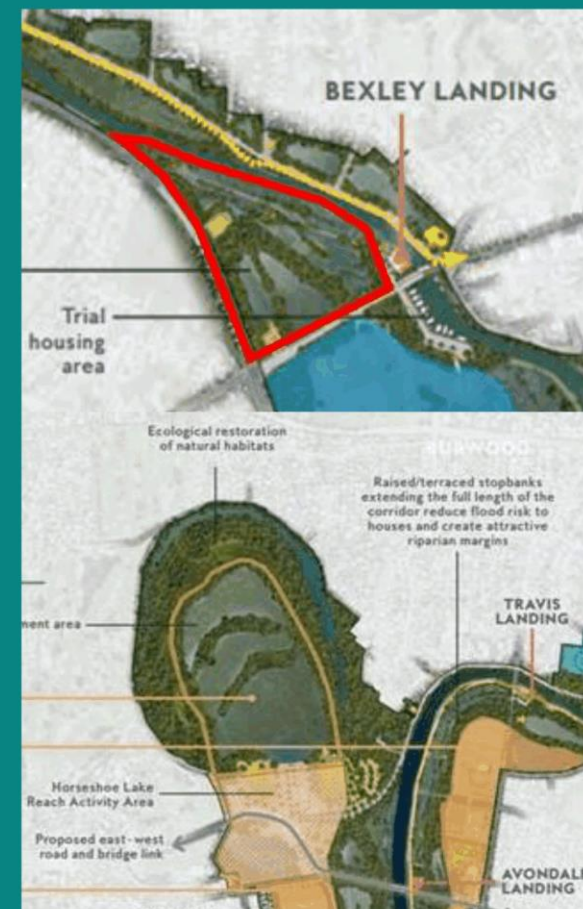 BEXLEY LANDING
Trial
housing
area
Ecological restoration
of natural habitats
BURWOOD
Raised/terraced stopbanks
extending the full length of the
corridor reduce flood risk to
houses and create attractive
riparian margins
TRAVIS
LANDING
ment area
Horseshoe Lake
Reach Activity Area
Proposed east-west
road and bridge link
AVONDALE
LANDING